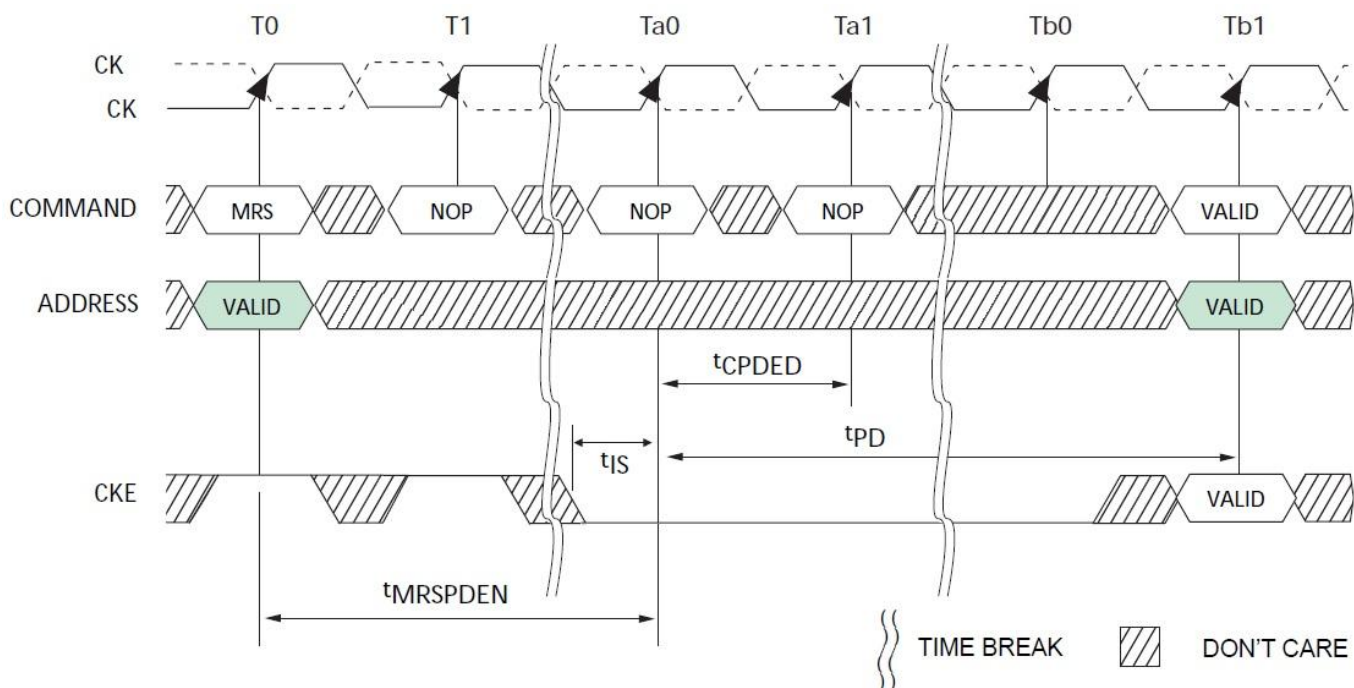 T0 T1 Ta0 Ta1 Tb0 Tb1
CK
CK
COMMAND MRS NOP NOP NOP VALID
ADDRESS VALID VALID
tCPDED
tPD
tIS
CKE VALID
tMRSPDEN
TIME BREAK DON'T CARE